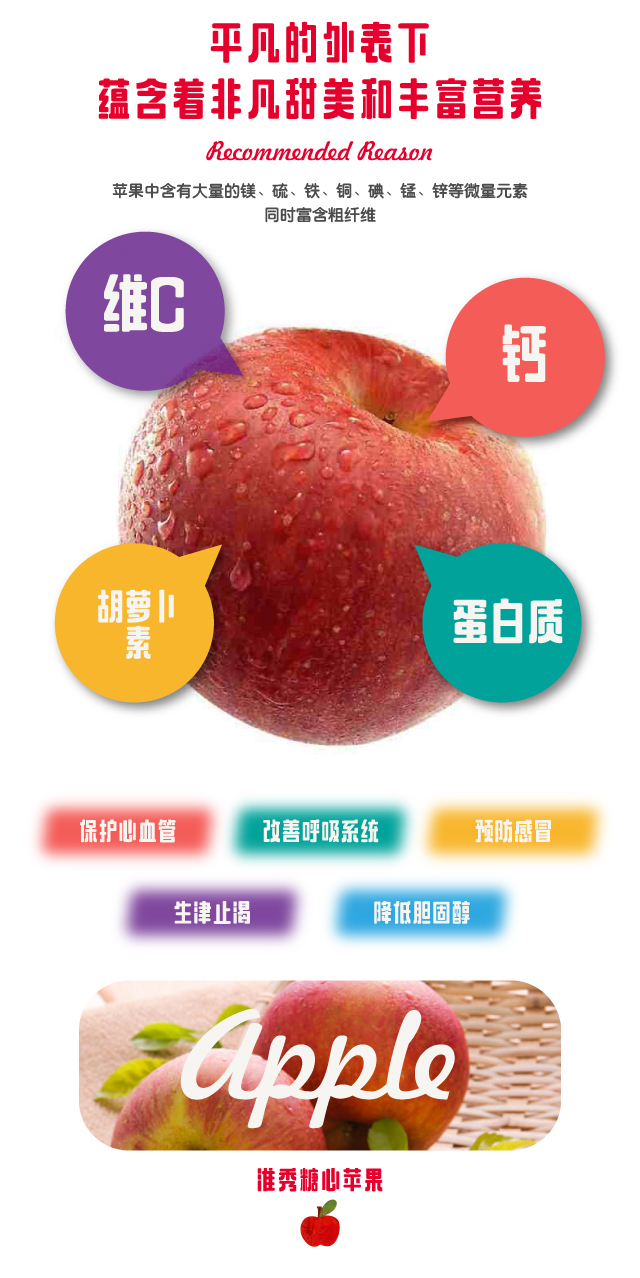 平凡的外表下
蕴含着非凡甜美和丰富营养
Recommended Reason
苹果中含有大量的镁、硫、铁、铜、碘、锰、锌等微量元素
同时富含粗纤维
维C
钙
胡萝卜
素
蛋白质
保护心血管
改善呼吸系统
预防感冒
生津止渴
降低胆固醇
Apple
淮秀糖心苹果